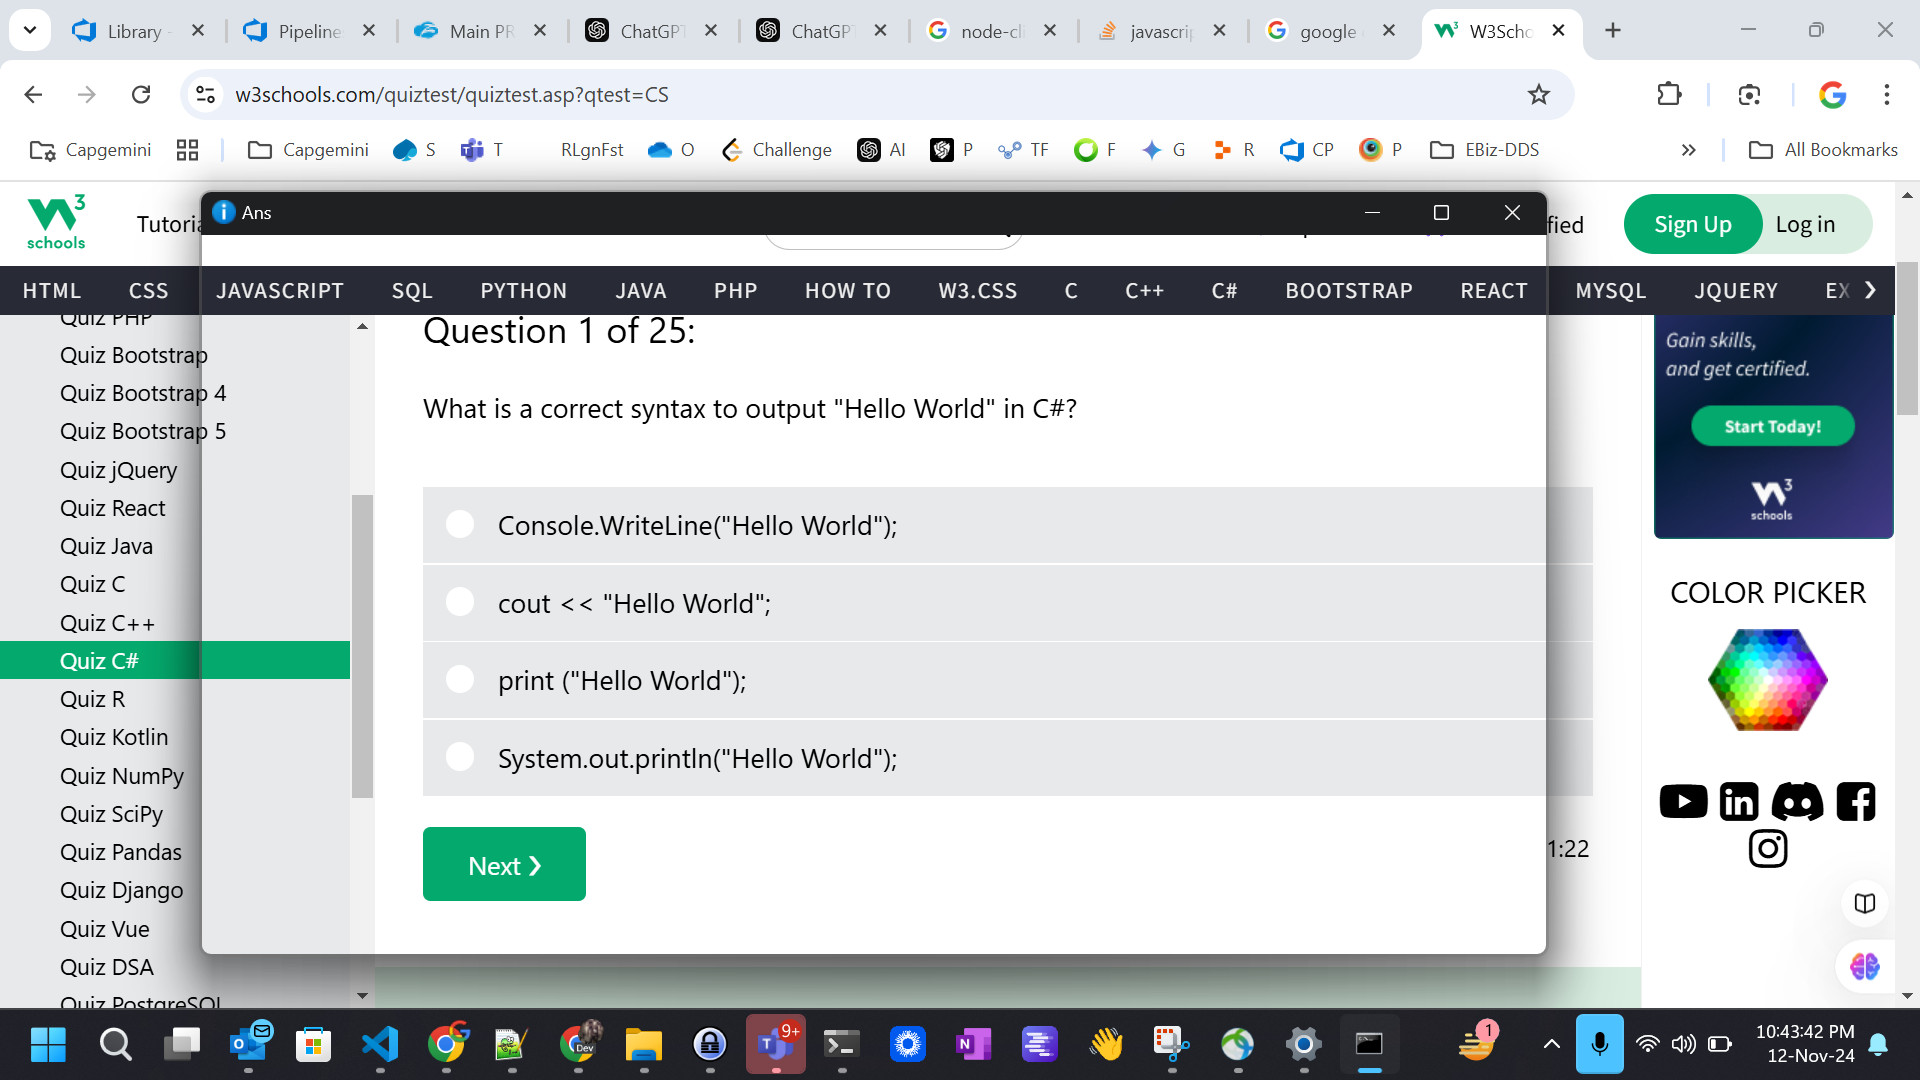 Library
Pipeline
Main PR
ChatGPT
ChatGPT
node-cli
javascrip
google
W3Scho
w3schools.com/quiztest/quiztest.asp?qtest=CS
Capgemini
Capgemini
S
T
RLgnFst
O
Challenge
AI
P
TF
F
G
R
CP
P
EBiz-DDS
All Bookmarks
3
schools
Tutoria
Ans
fied
Sign Up
Log in
HTML
CSS
JAVASCRIPT
SQL
PYTHON
JAVA
PHP
HOW TO
W3.CSS
C
C++
C#
BOOTSTRAP
REACT
MYSQL
JQUERY
EX
Quiz PHP
Quiz Bootstrap
Quiz Bootstrap 4
Quiz Bootstrap 5
Quiz jQuery
Quiz React
Quiz Java
Quiz C
Quiz C++
Quiz C#
Quiz R
Quiz Kotlin
Quiz NumPy
Quiz SciPy
Quiz Pandas
Quiz Django
Quiz Vue
Quiz DSA
Quiz PostgreSQL
Question 1 of 25:
What is a correct syntax to output "Hello World" in C#?
Console.WriteLine("Hello World");
cout << "Hello World";
print ("Hello World");
System.out.println("Hello World");
Next ❯
1:22
Gain skills,
and get certified.
Start Today!
3
schools
COLOR PICKER
Dev
9+
1
10:43:42 PM
12-Nov-24